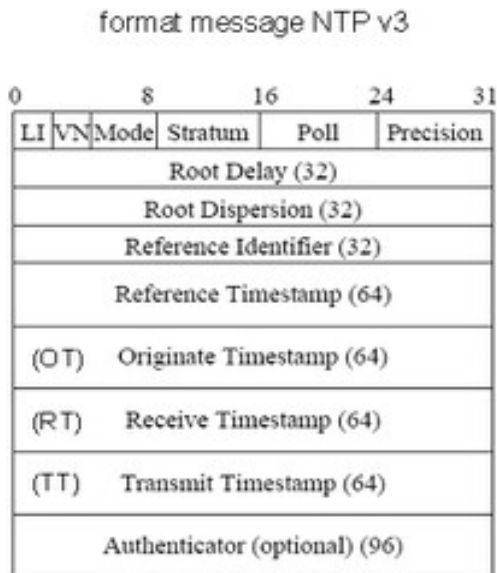 format message NTP v3
0 8 16 24 31
LI VN Mode Stratum Poll Precision
Root Delay (32)
Root Dispersion (32)
Reference Identifier (32)
Reference Timestamp (64)
(OT) Originate Timestamp (64)
(RT) Receive Timestamp (64)
(TT) Transmit Timestamp (64)
Authenticator (optional) (96)